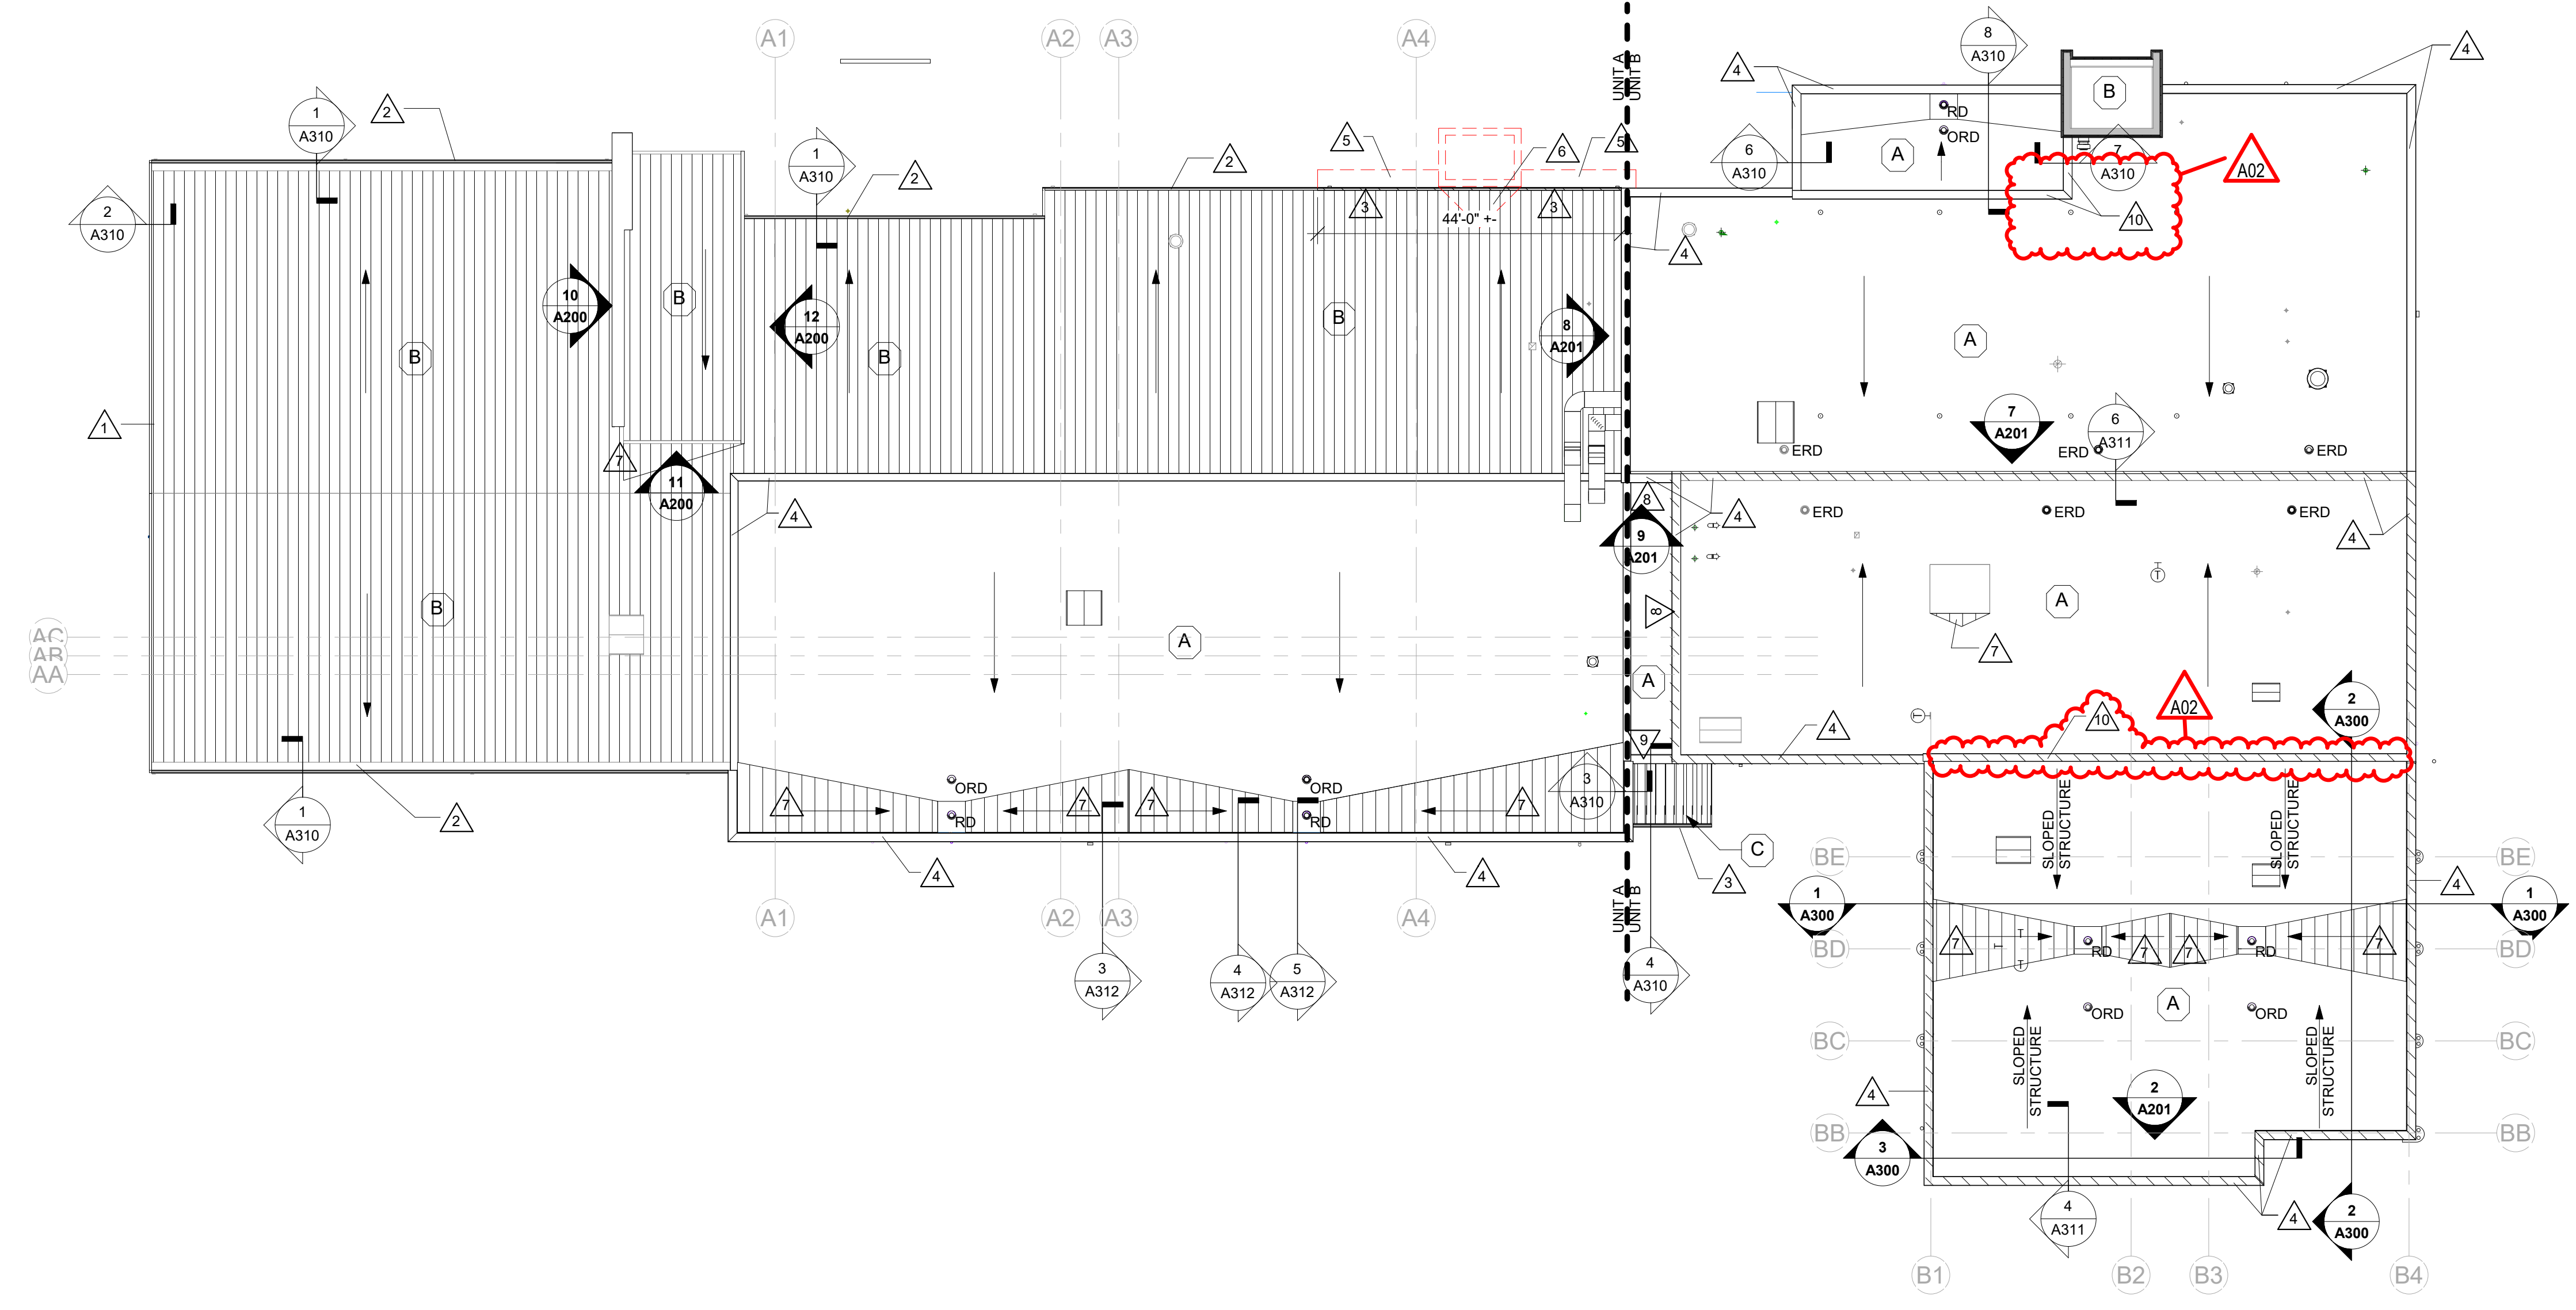 A1
A2
A3
A4
UNIT A
UNIT B
8
A310
4
4
1
A310
2
B
RD
ORD
1
A310
2
2
5
6
5
6
A310
A
7
A310
A02
2
A310
3
3
44'-0" +-
10
4
10
A200
B
12
A200
B
8
A201
A
B
B
1
7
11
A200
7
A201
6
A311
ERD
ERD
ERD
4
8
4
ERD
ERD
ERD
4
9
A201
B
8
A
A
7
AC
AB
AA
A
4
10
A02
2
A300
9
7
ORD
7
7
7
3
A310
RD
RD
ORD
1
A310
2
4
4
C
3
SLOPED
STRUCTURE
SLOPED
STRUCTURE
BE
BE
4
1
A300
1
A300
A1
A2
A3
A4
UNIT A
UNIT B
7
RD
7
7
RD
7
BD
BD
3
A312
4
A312
5
A312
4
A310
A
ORD
ORD
BC
BC
SLOPED
STRUCTURE
SLOPED
STRUCTURE
4
2
A201
BB
BB
3
A300
4
A311
4
2
A300
B1
B2
B3
B4